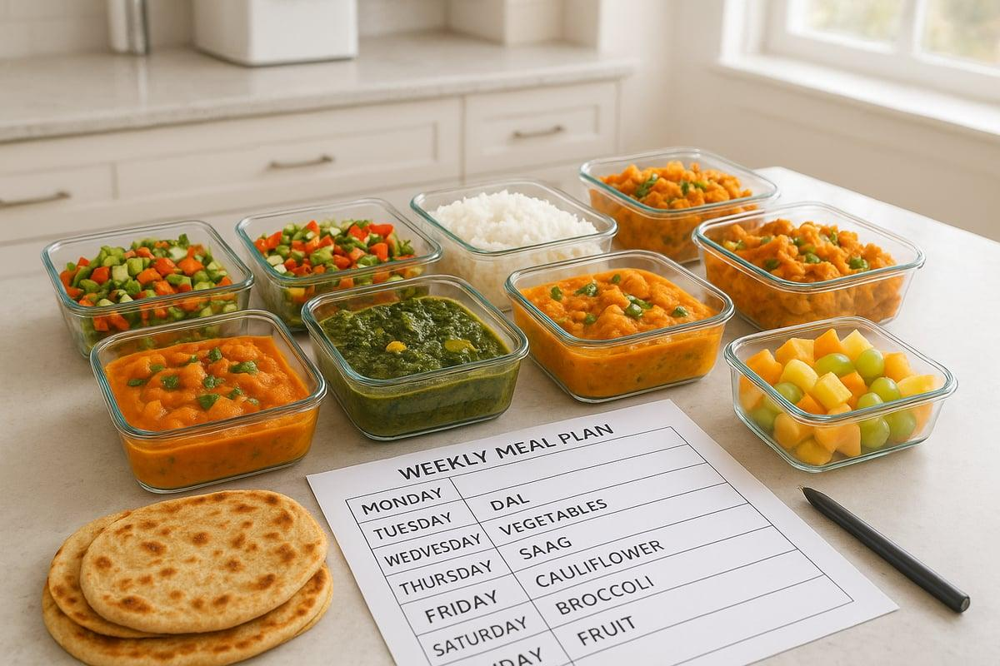 WEEKLY MEAL PLAN
MONDAY
TUESDAY DAL
WEDVESDAY VEGETABLES
THURSDAY SAAG
FRIDAY CAULIFLOWER
SATURDAY BROCCOLI
FRUIT